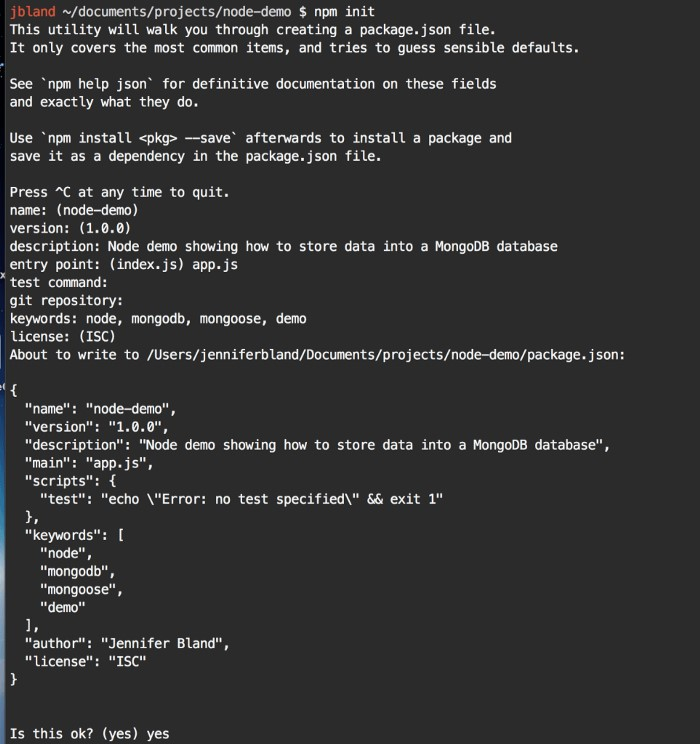 jbland ~/documents/projects/node-demo $ npm init
This utility will walk you through creating a package.json file.
It only covers the most common items, and tries to guess sensible defaults.
See `npm help json` for definitive documentation on these fields
and exactly what they do.
Use `npm install <pkg> --save` afterwards to install a package and
save it as a dependency in the package.json file.
Press ^C at any time to quit.
name: (node-demo)
version: (1.0.0)
description: Node demo showing how to store data into a MongoDB database
entry point: (index.js) app.js
test command:
git repository:
keywords: node, mongodb, mongoose, demo
license: (ISC)
About to write to /Users/jenniferbland/Documents/projects/node-demo/package.json:
{
  "name": "node-demo",
  "version": "1.0.0",
  "description": "Node demo showing how to store data into a MongoDB database",
  "main": "app.js",
  "scripts": {
    "test": "echo \"Error: no test specified\" && exit 1"
  },
  "keywords": [
    "node",
    "mongodb",
    "mongoose",
    "demo"
  ],
  "author": "Jennifer Bland",
  "license": "ISC"
}
Is this ok? (yes) yes